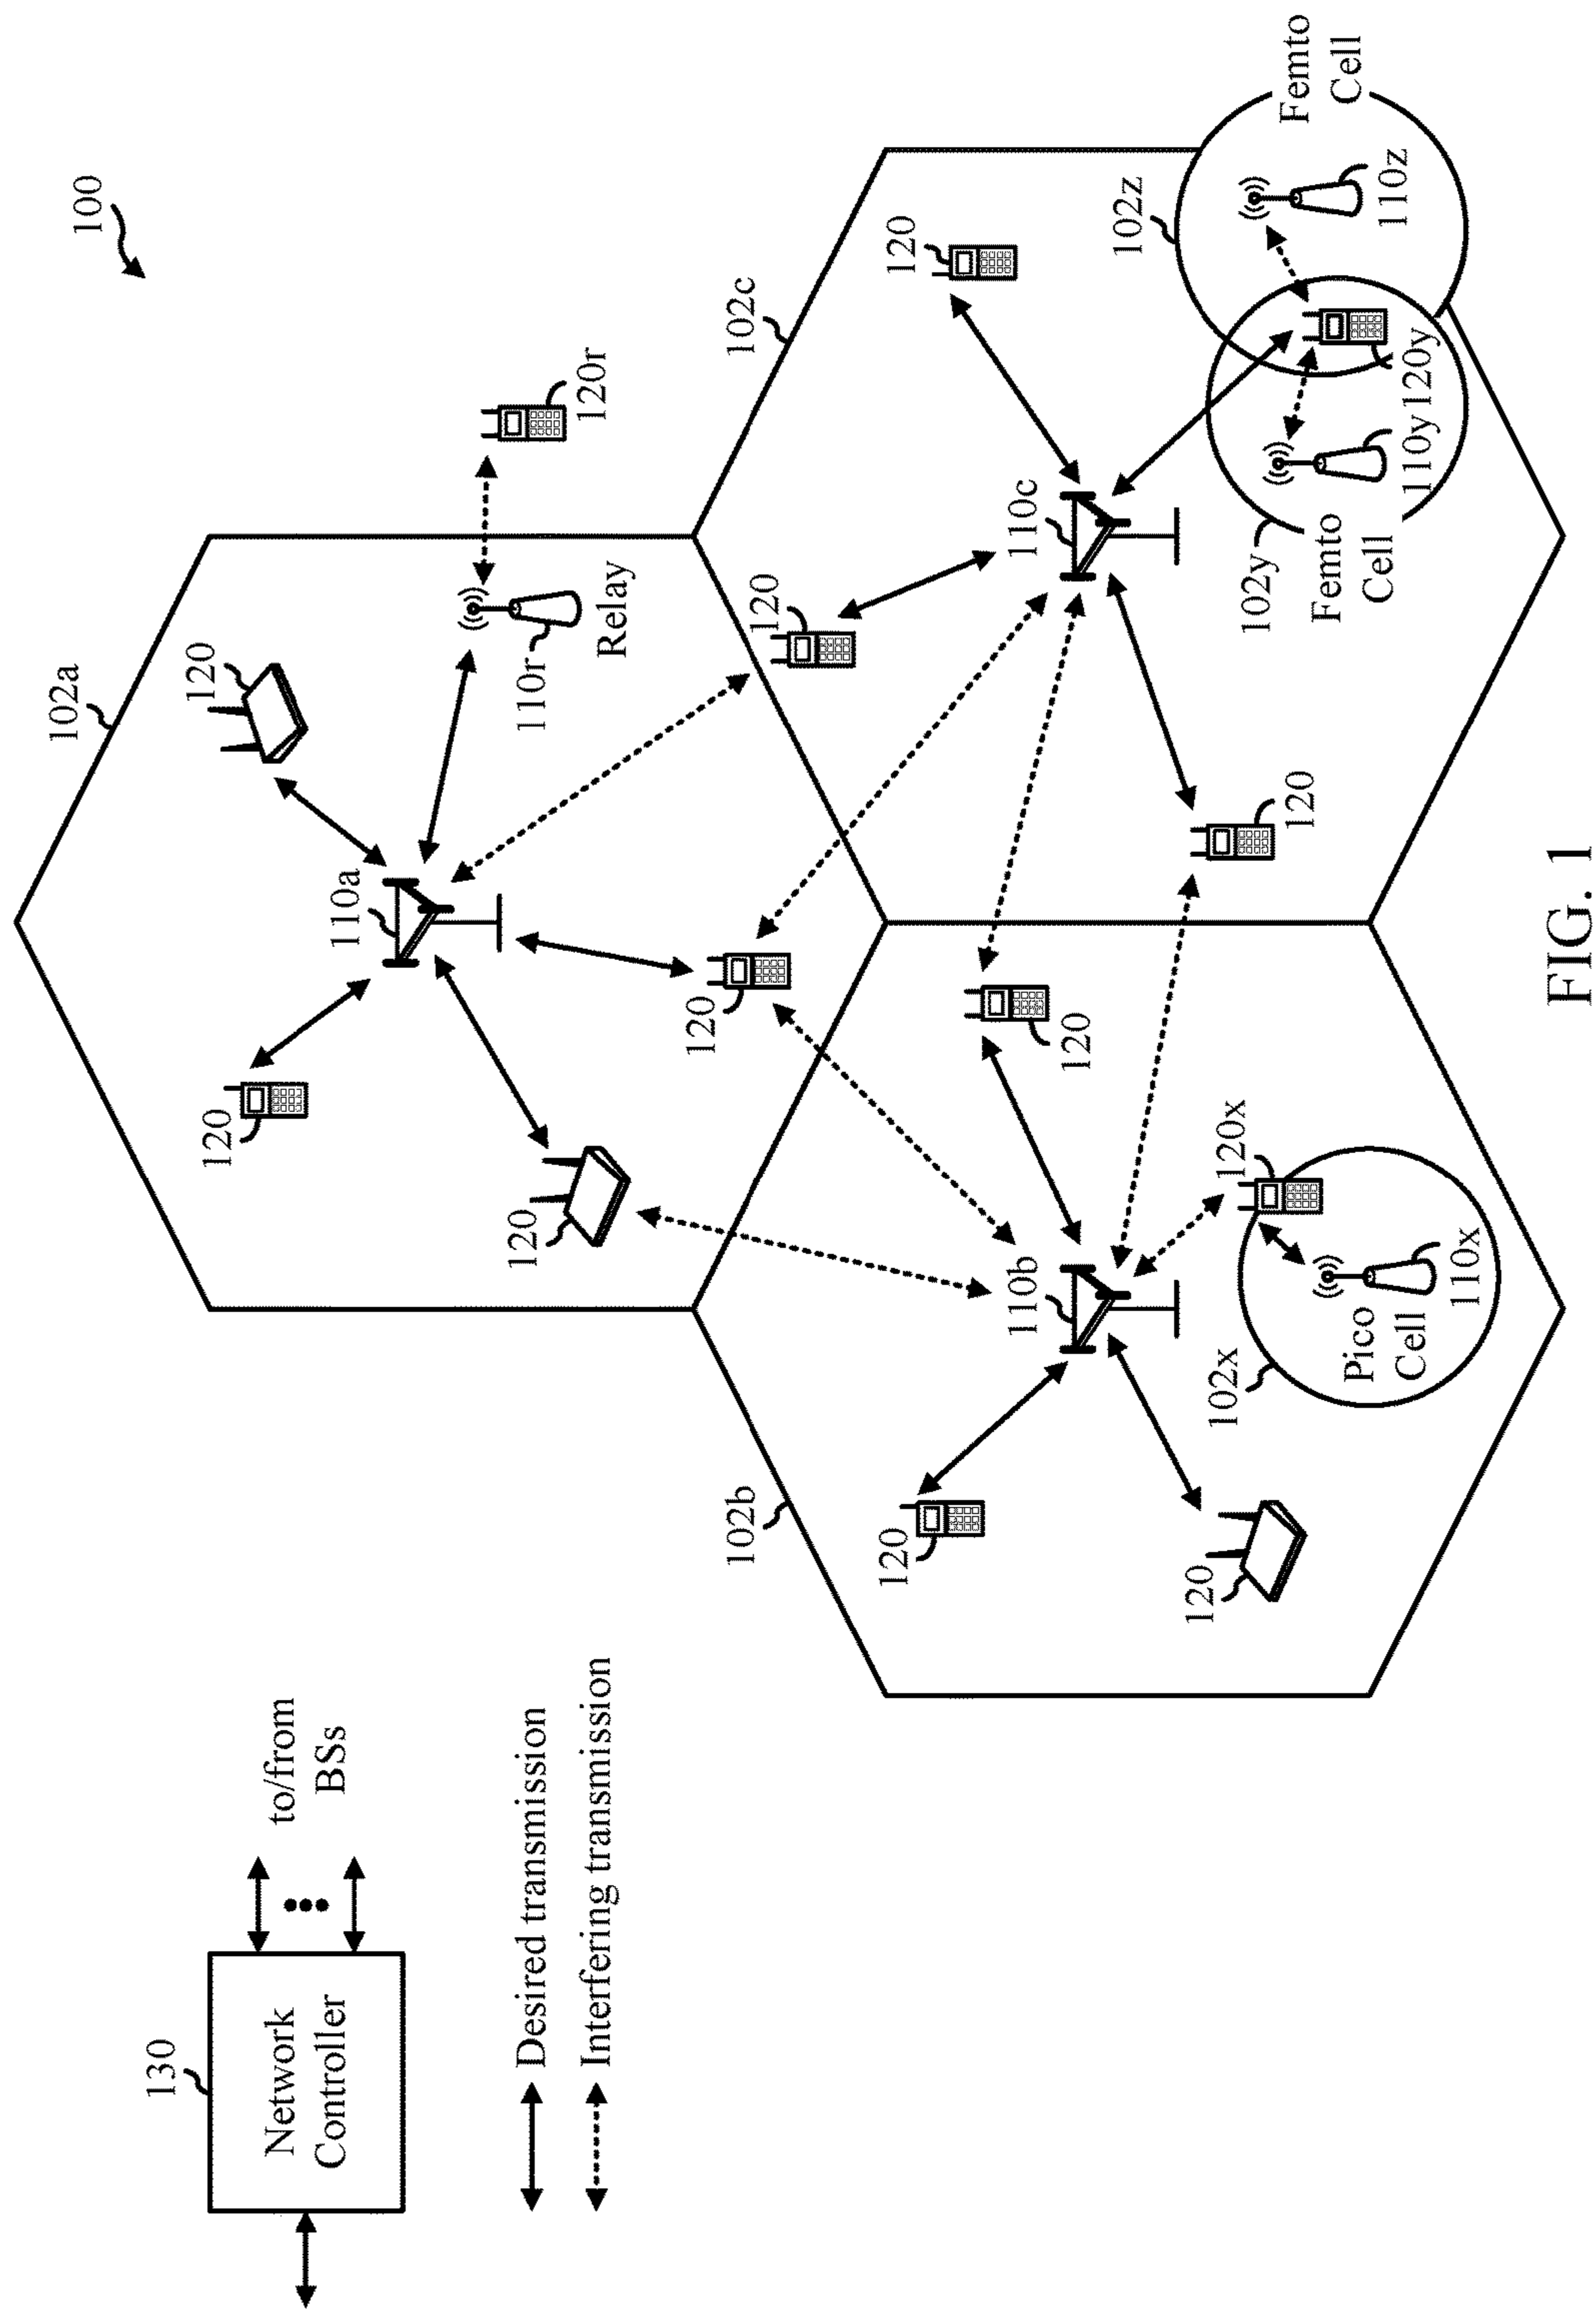 100
130
Network
Controller
to/from
BSs
Desired transmission
Interfering transmission
102a
120
110a
120
120
120
110r
Relay
120r
102b
120
110b
120
120
120x
102x
Pico
Cell
110x
102c
120
110c
120
120
102z
Femto
Cell
110z
102y
Femto
Cell
110y
120y
FIG. 1